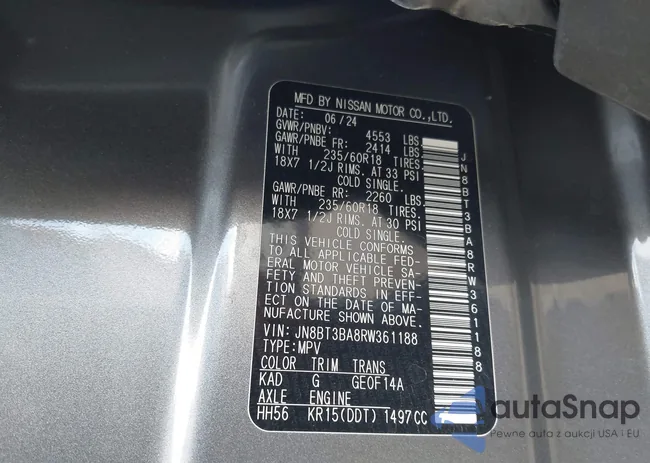 MFD BY NISSAN MOTOR CO.,LTD.
DATE: 06/24
GVWR/PNBV: 4553 LBS.
GAWR/PNBE FR: 2414 LBS.
WITH 235/60R18 TIRES.
18X7 1/2J RIMS. AT 33 PSI
COLD SINGLE.
GAWR/PNBE RR: 2260 LBS.
WITH 235/60R18 TIRES.
18X7 1/2J RIMS. AT 30 PSI
COLD SINGLE.
THIS VEHICLE CONFORMS
TO ALL APPLICABLE FED-
ERAL MOTOR VEHICLE SA-
FETY AND THEFT PREVEN-
TION STANDARDS IN EFF-
ECT ON THE DATE OF MA-
NUFACTURE SHOWN ABOVE.
VIN: JN8BT3BA8RW361188
TYPE: MPV
COLOR TRIM TRANS
KAD G GE0F14A
AXLE ENGINE
HH56 KR15(DDT) 1497CC
JN8BT3BA8RW361188
autaSnap
Pewne auta z aukcji USA i EU